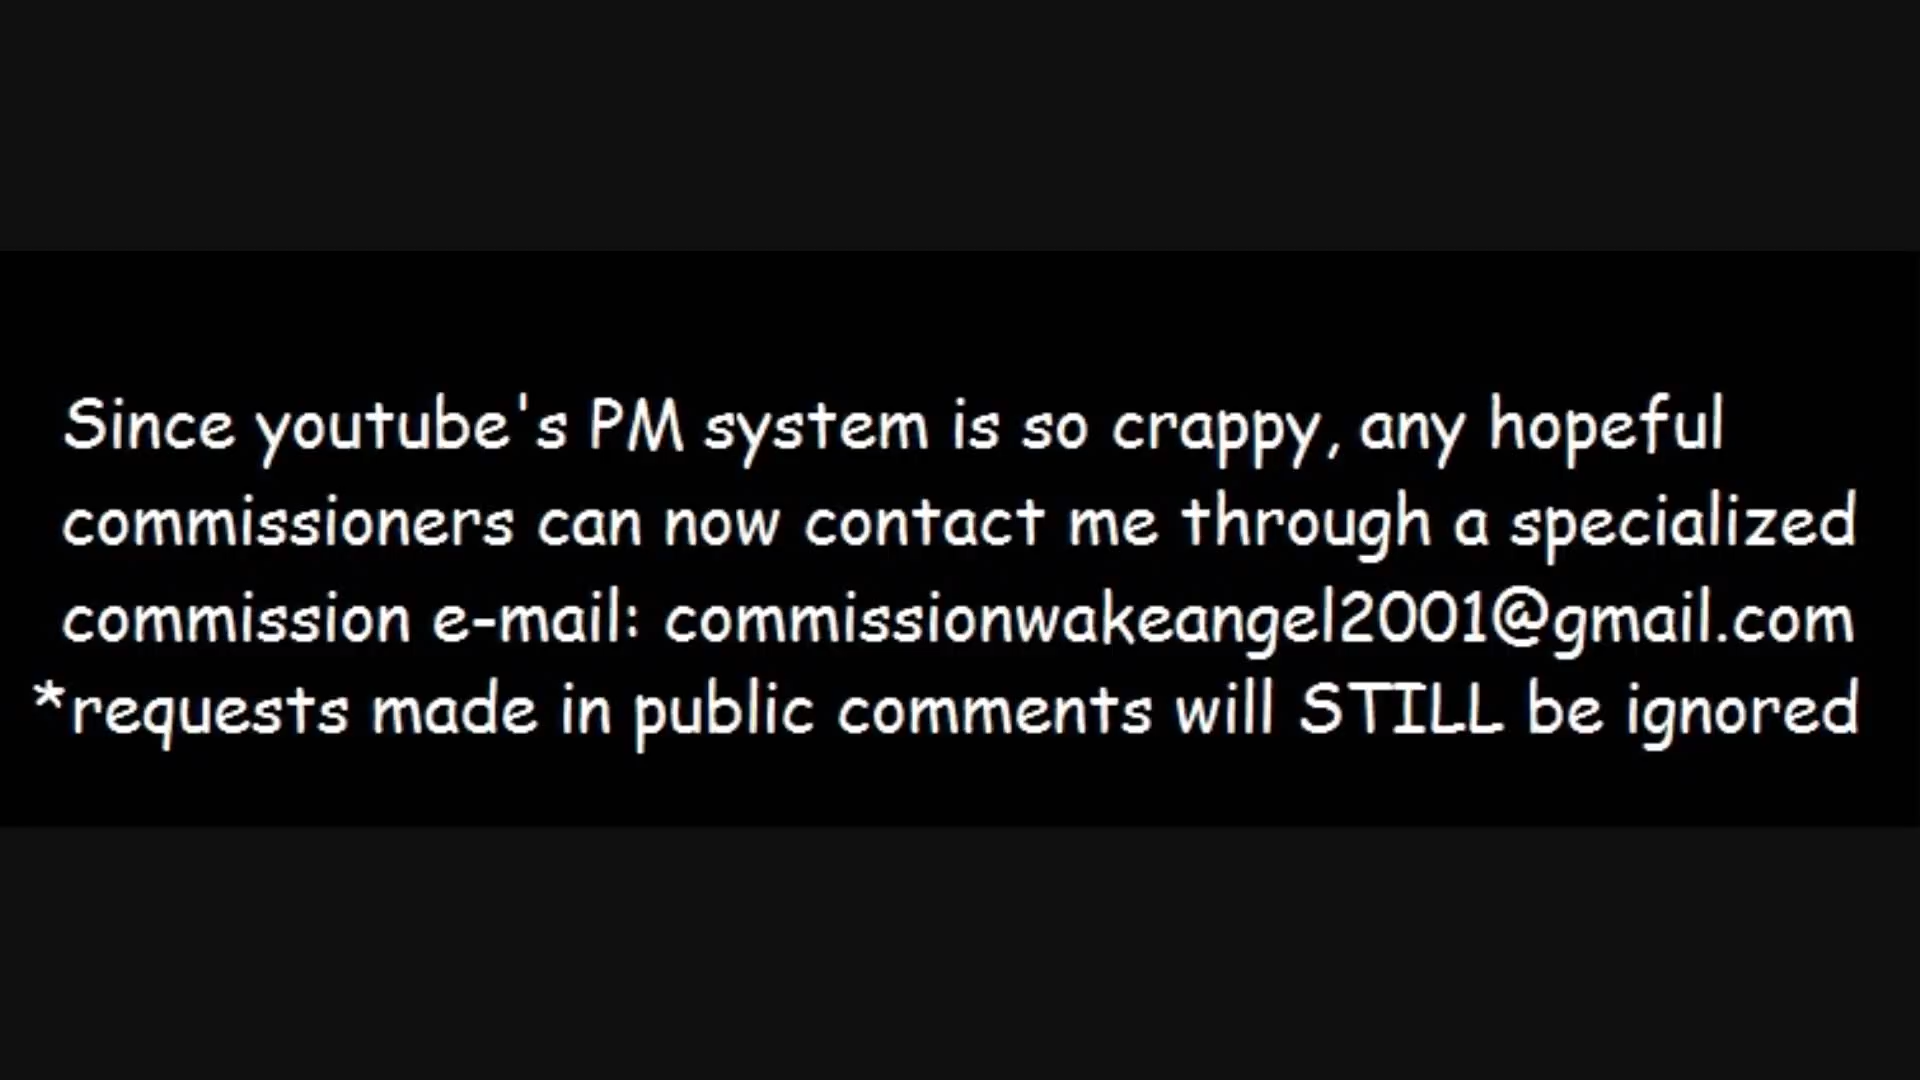 Since youtube's PM system is so crappy, any hopeful
commissioners can now contact me through a specialized
commission e-mail: commissionwakeangel2001@gmail.com
*requests made in public comments will STILL be ignored